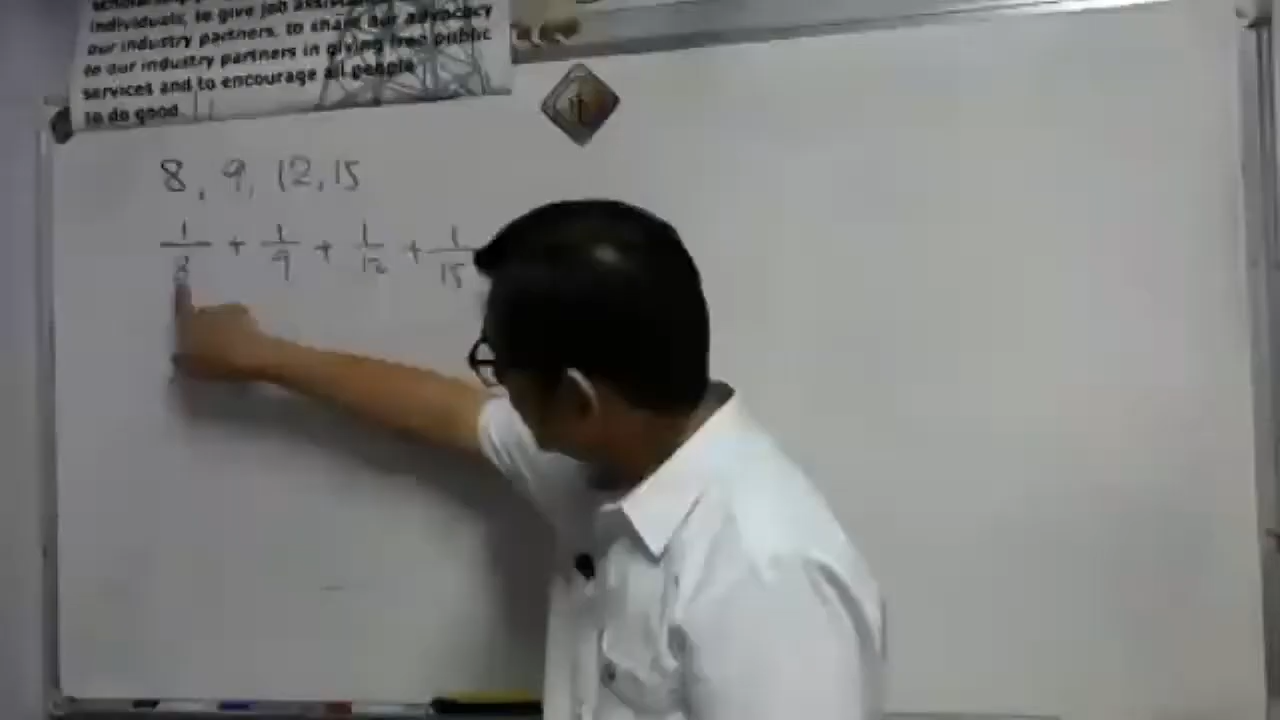 individuals, to give job
our industry partners, to share our advocacy
to our industry partners in giving free public
services and to encourage all people
to do good
8, 9, 12, 15
1/8 + 1/9 + 1/12 + 1/15